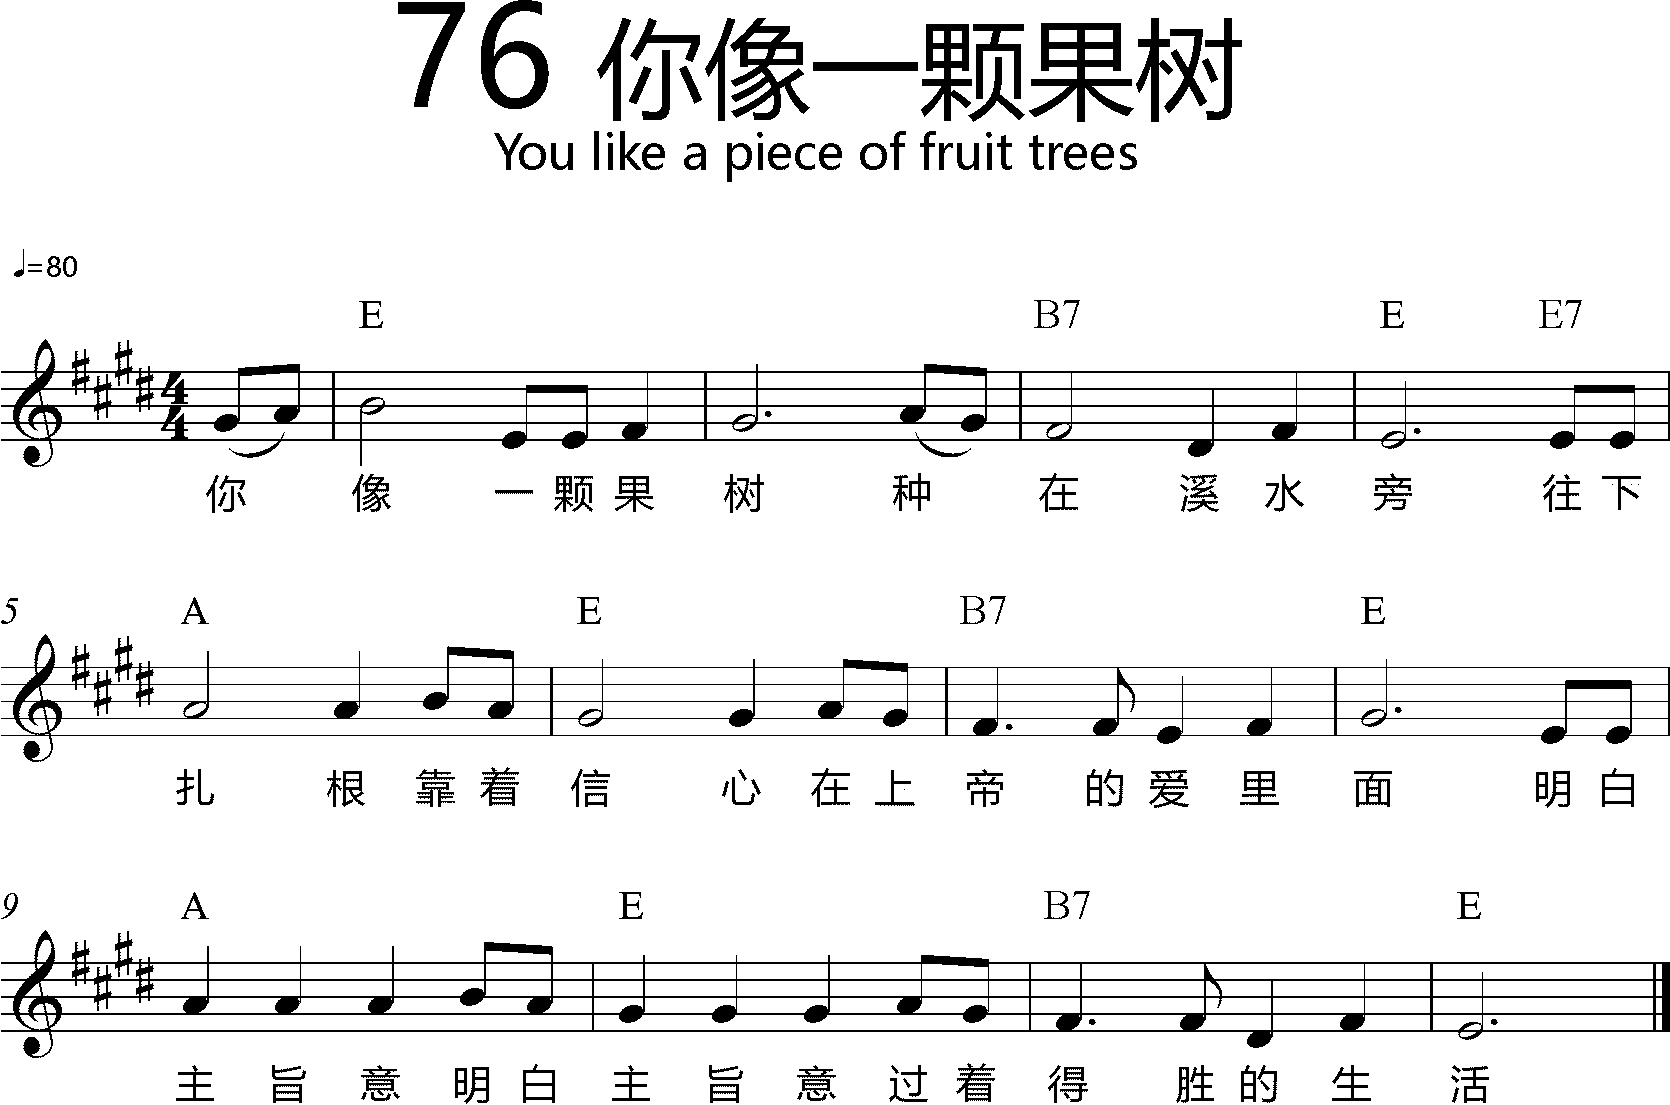 76 你像一颗果树
You like a piece of fruit trees
♩=80
E B7 E E7
你 像 一 颗 果 树 种 在 溪 水 旁 往 下
5 A E B7 E
扎 根 靠 着 信 心 在 上 帝 的 爱 里 面 明 白
9 A E B7 E
主 旨 意 明 白 主 旨 意 过 着 得 胜 的 生 活